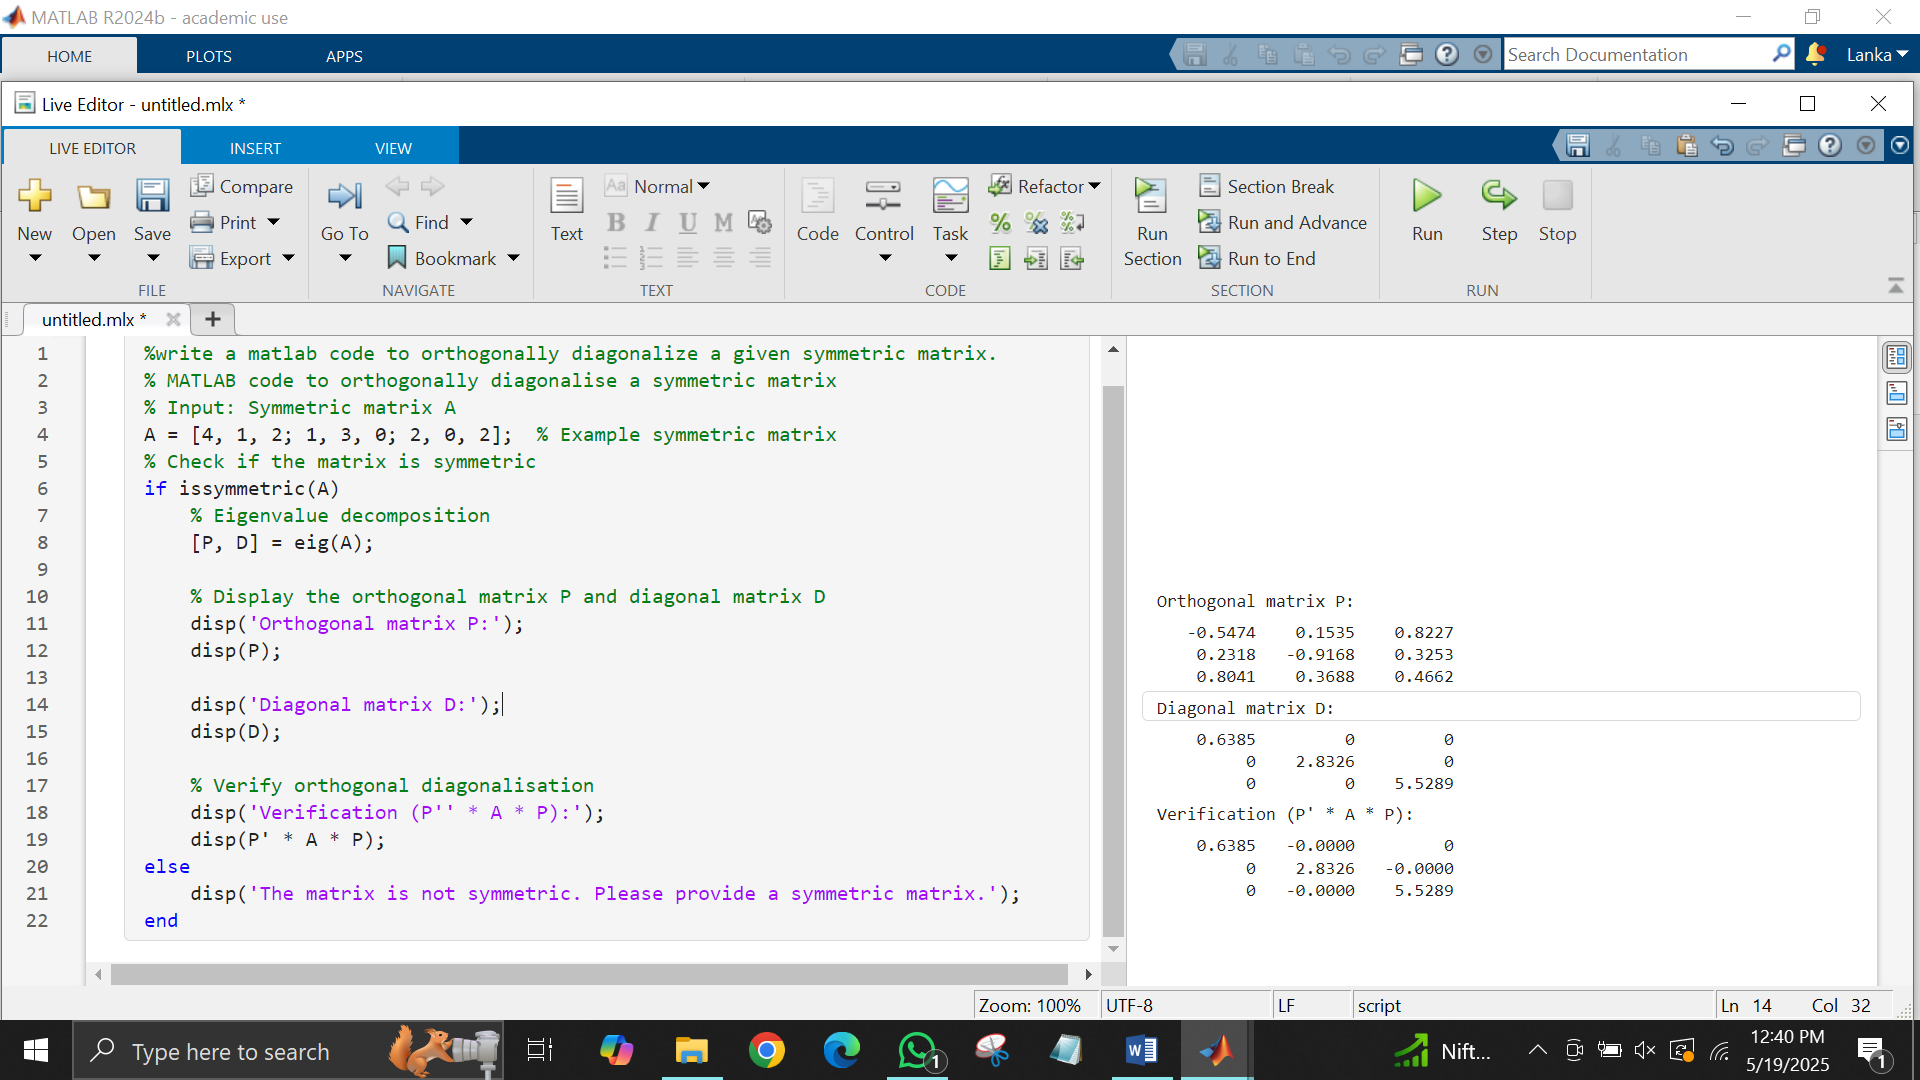 MATLAB R2024b - academic use
HOME PLOTS APPS
Search Documentation
Lanka
Live Editor - untitled.mlx *
LIVE EDITOR INSERT VIEW
New
Open
Save
Compare
Print
Export
FILE
Go To
Find
Bookmark
NAVIGATE
Text
Aa Normal
B I U M
TEXT
Code
Control
Task
Refactor
CODE
Run Section
Section Break
Run and Advance
Run to End
SECTION
Run
Step
Stop
RUN
untitled.mlx *
1 %write a matlab code to orthogonally diagonalize a given symmetric matrix.
2 % MATLAB code to orthogonally diagonalise a symmetric matrix
3 % Input: Symmetric matrix A
4 A = [4, 1, 2; 1, 3, 0; 2, 0, 2];  % Example symmetric matrix
5 % Check if the matrix is symmetric
6 if issymmetric(A)
7     % Eigenvalue decomposition
8     [P, D] = eig(A);
9
10     % Display the orthogonal matrix P and diagonal matrix D
11     disp('Orthogonal matrix P:');
12     disp(P);
13
14     disp('Diagonal matrix D:');
15     disp(D);
16
17     % Verify orthogonal diagonalisation
18     disp('Verification (P'' * A * P):');
19     disp(P' * A * P);
20 else
21     disp('The matrix is not symmetric. Please provide a symmetric matrix.');
22 end
Orthogonal matrix P:
-0.5474 0.1535 0.8227
0.2318 -0.9168 0.3253
0.8041 0.3688 0.4662
Diagonal matrix D:
0.6385 0 0
0 2.8326 0
0 0 5.5289
Verification (P' * A * P):
0.6385 -0.0000 0
0 2.8326 -0.0000
0 -0.0000 5.5289
Zoom: 100% UTF-8 LF script Ln 14 Col 32
Type here to search
1
Nift...
12:40 PM
5/19/2025
1